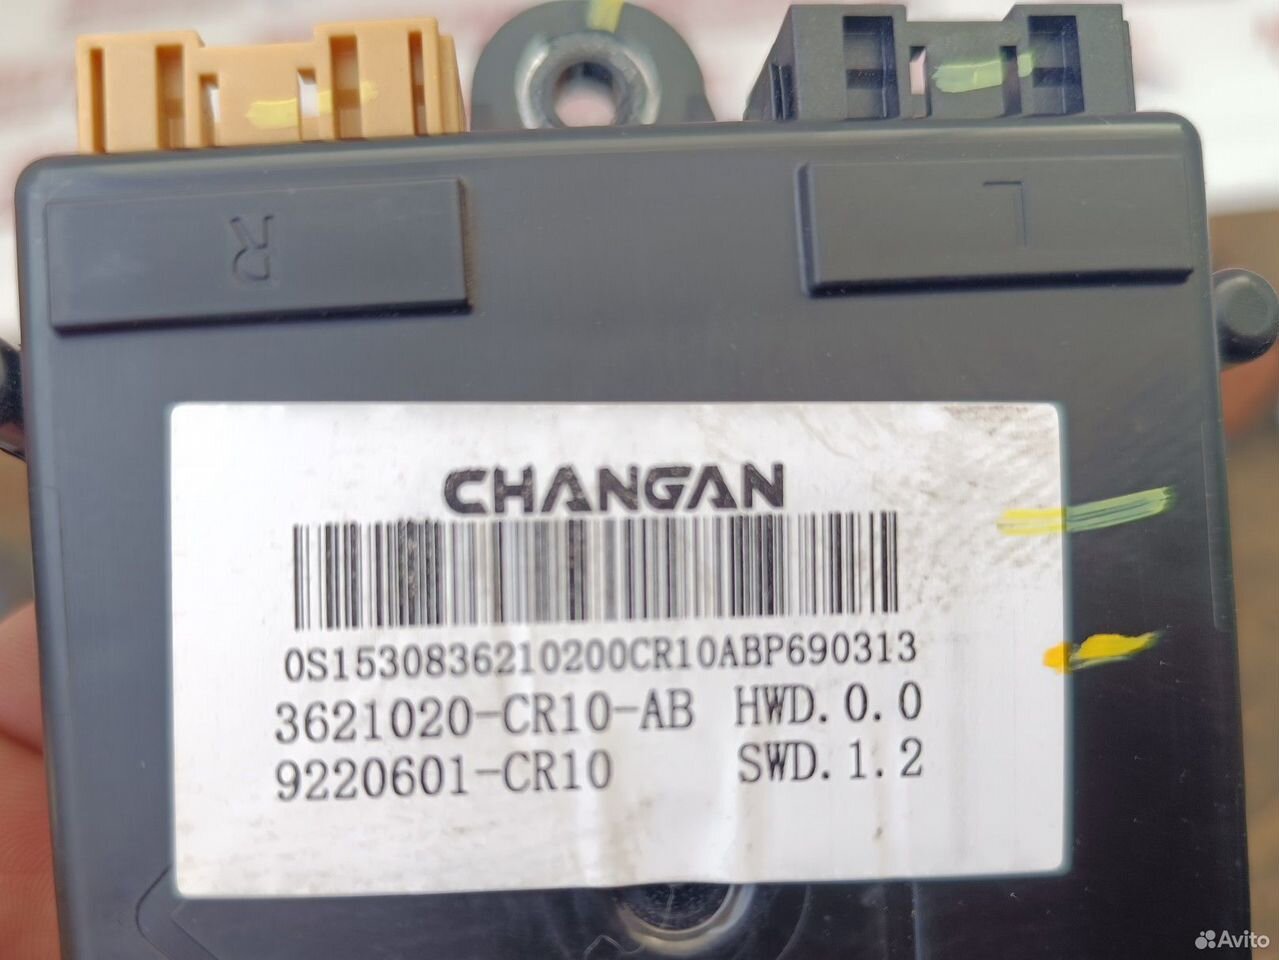 R
L
CHANGAN
0S1530836210200CR10ABP690313
3621020-CR10-AB HWD.0.0
9220601-CR10 SWD.1.2
Avito